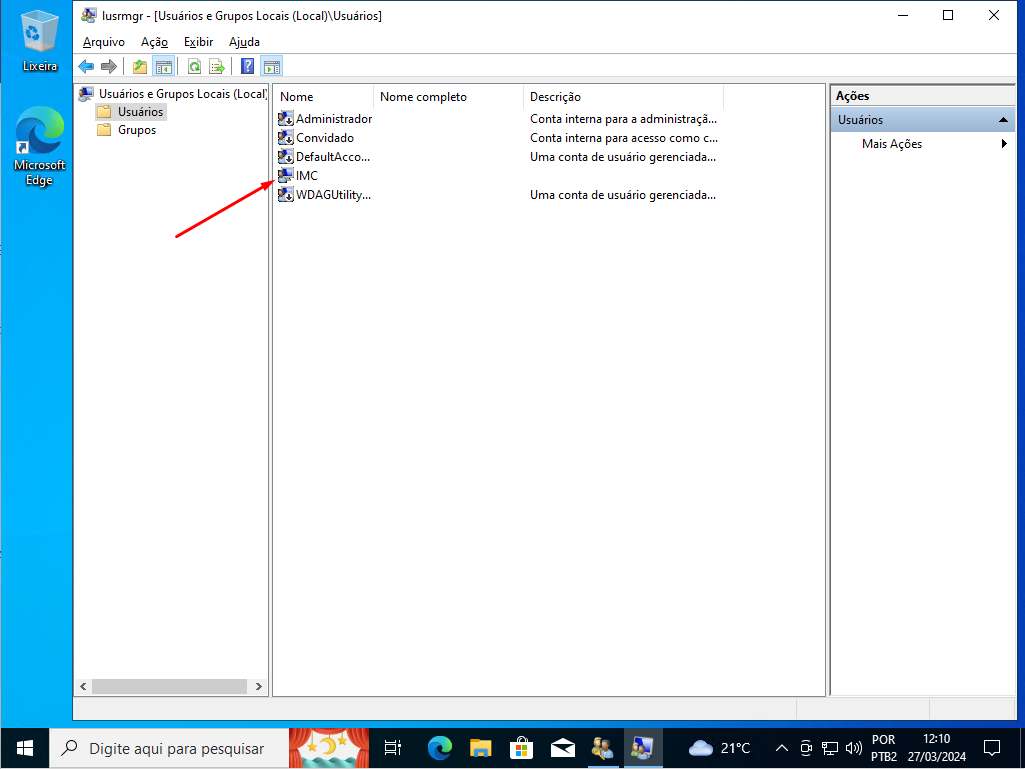 lusrmgr - [Usuários e Grupos Locais (Local)\Usuários]
Arquivo Ação Exibir Ajuda
Lixeira
Microsoft
Edge
Usuários e Grupos Locais (Local)
Usuários
Grupos
Nome Nome completo Descrição
Administrador Conta interna para a administraçã...
Convidado Conta interna para acesso como c...
DefaultAcco... Uma conta de usuário gerenciada...
IMC
WDAGUtility... Uma conta de usuário gerenciada...
Ações
Usuários
Mais Ações
Digite aqui para pesquisar
21°C
POR
PTB2
12:10
27/03/2024